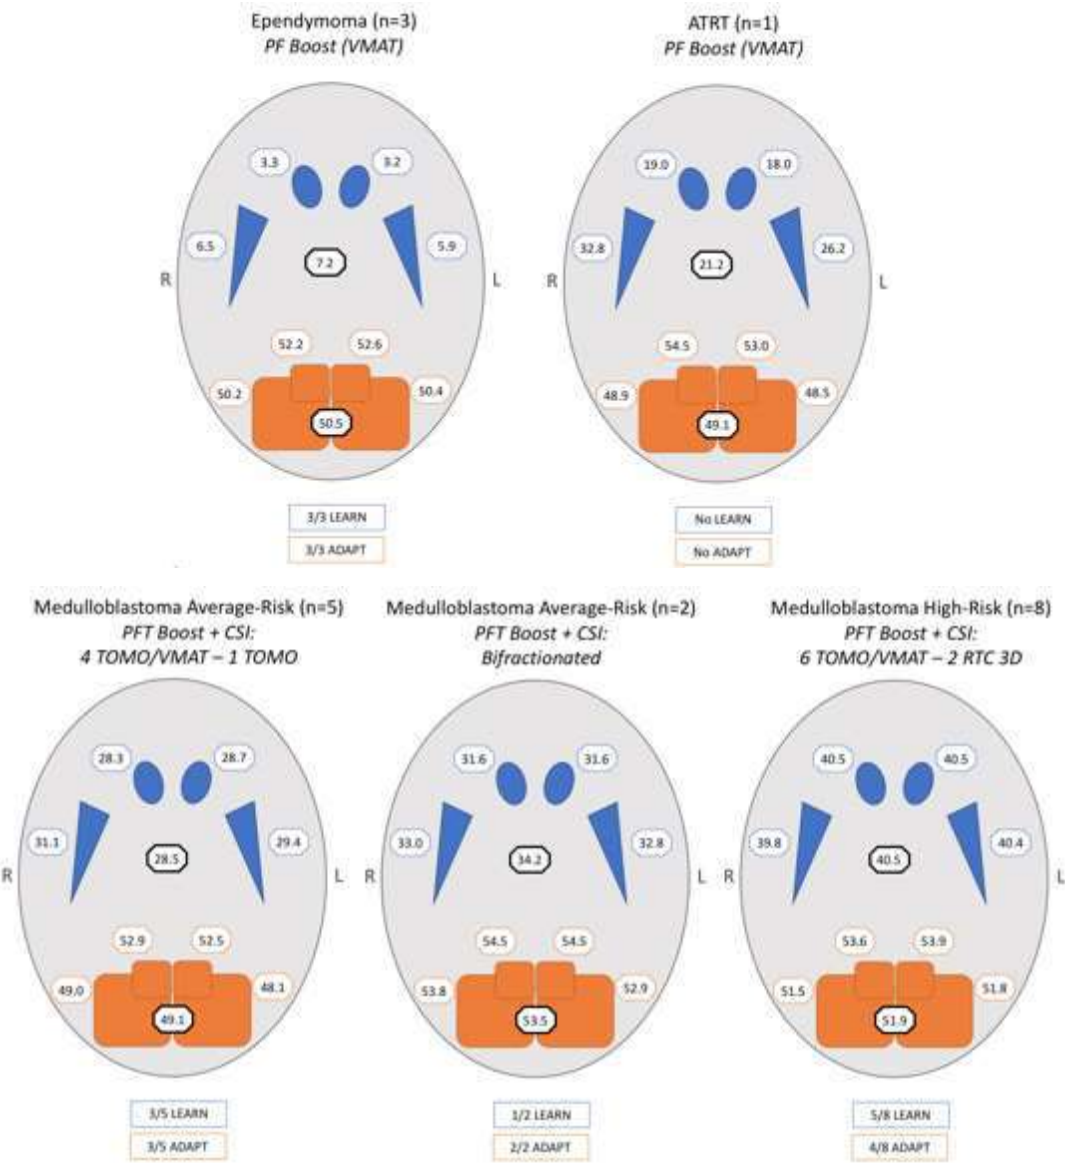 Ependymoma (n=3)
PF Boost (VMAT)
3.3
3.2
6.5
5.9
7.2
R
L
52.2
52.6
50.2
50.4
50.5
3/3 LEARN
3/3 ADAPT
ATRT (n=1)
PF Boost (VMAT)
19.0
18.0
32.8
26.2
21.2
R
L
54.5
53.0
48.9
48.5
49.1
No LEARN
No ADAPT
Medulloblastoma Average-Risk (n=5)
PFT Boost + CSI:
4 TOMO/VMAT – 1 TOMO
28.3
28.7
31.1
29.4
28.5
R
L
52.9
52.5
49.0
48.1
49.1
3/5 LEARN
3/5 ADAPT
Medulloblastoma Average-Risk (n=2)
PFT Boost + CSI:
Bifractionated
31.6
31.6
33.0
32.8
34.2
R
L
54.5
54.5
53.8
52.9
53.5
1/2 LEARN
2/2 ADAPT
Medulloblastoma High-Risk (n=8)
PFT Boost + CSI:
6 TOMO/VMAT – 2 RTC 3D
40.5
40.5
39.8
40.4
40.5
R
L
53.6
53.9
51.5
51.8
51.9
5/8 LEARN
4/8 ADAPT